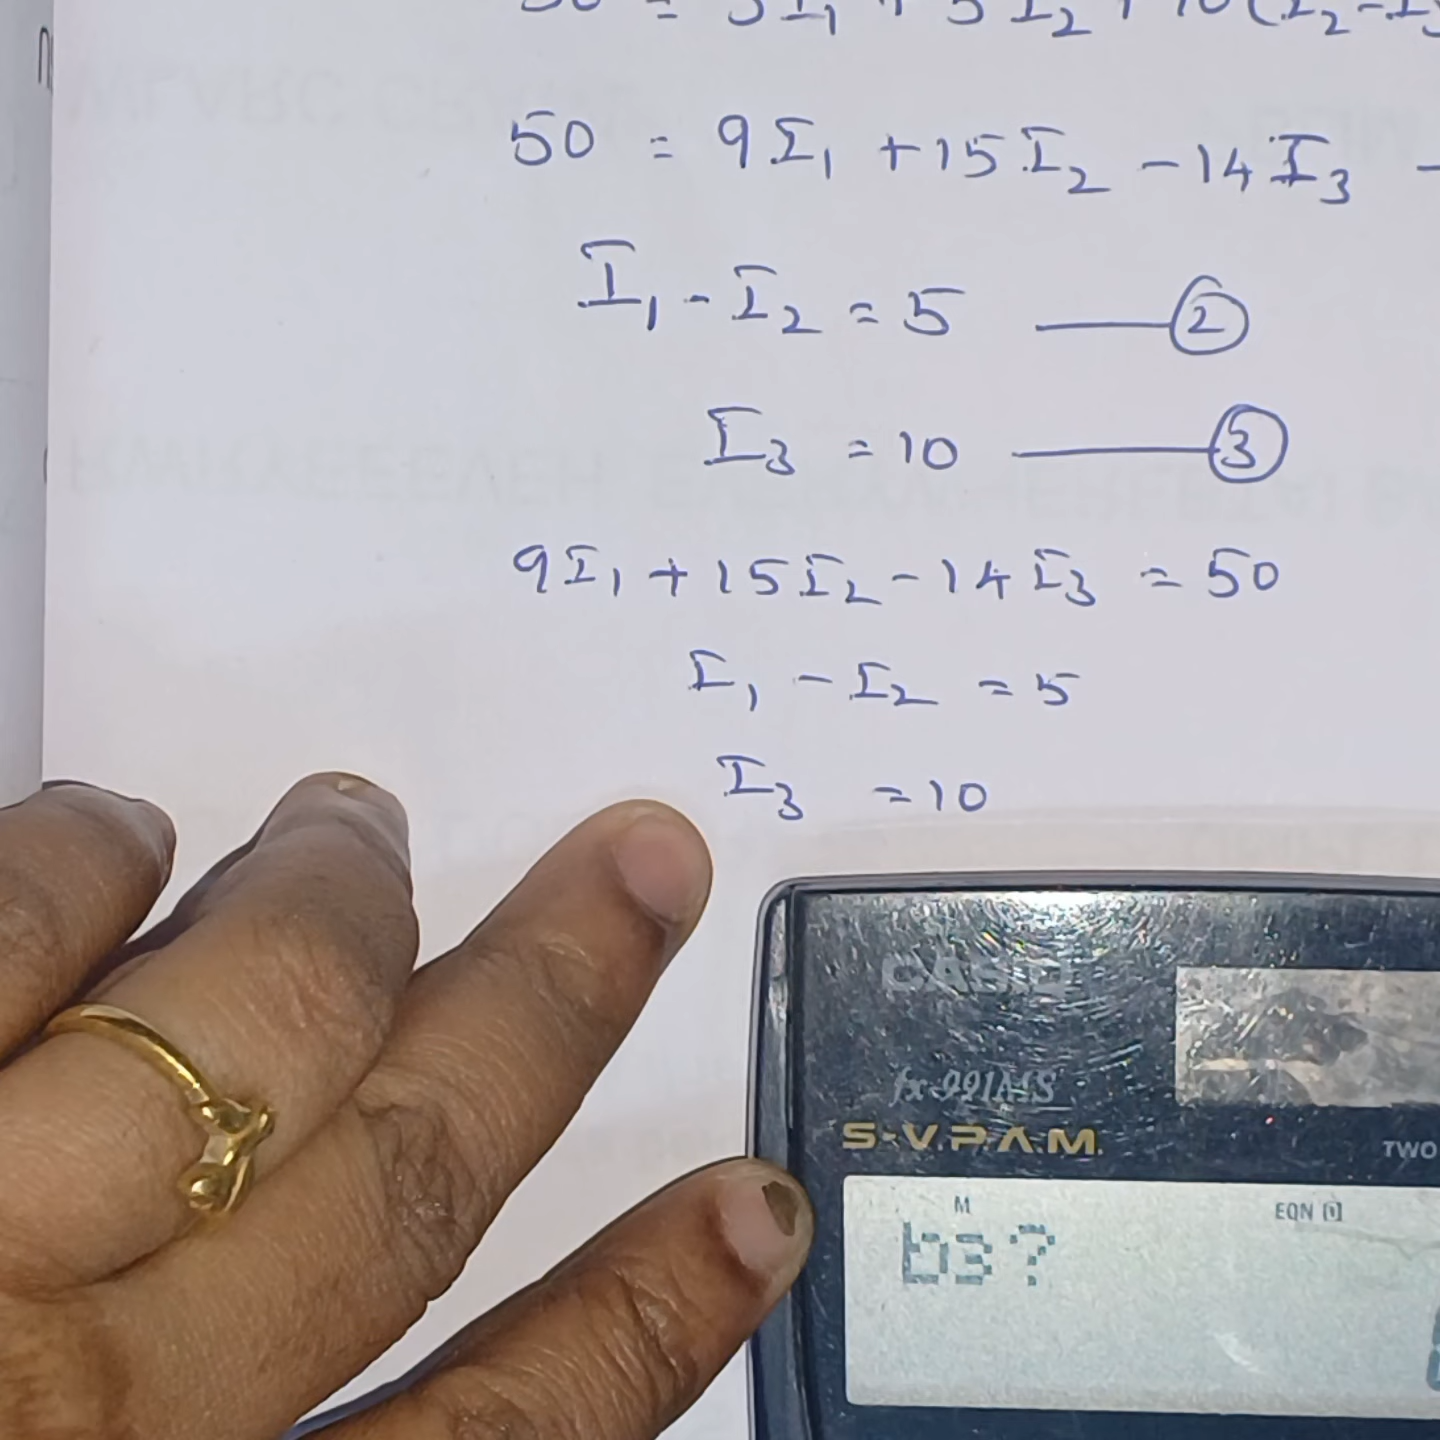 50 = 9I₁ + 15I₂ - 14I₃ -
I₁ - I₂ = 5 — 2
I₃ = 10 — 3
9I₁ + 15I₂ - 14I₃ = 50
I₁ - I₂ = 5
I₃ = 10
CASIO
fx-991MS
S-V.P.A.M.
TWO
M EQN
b3?